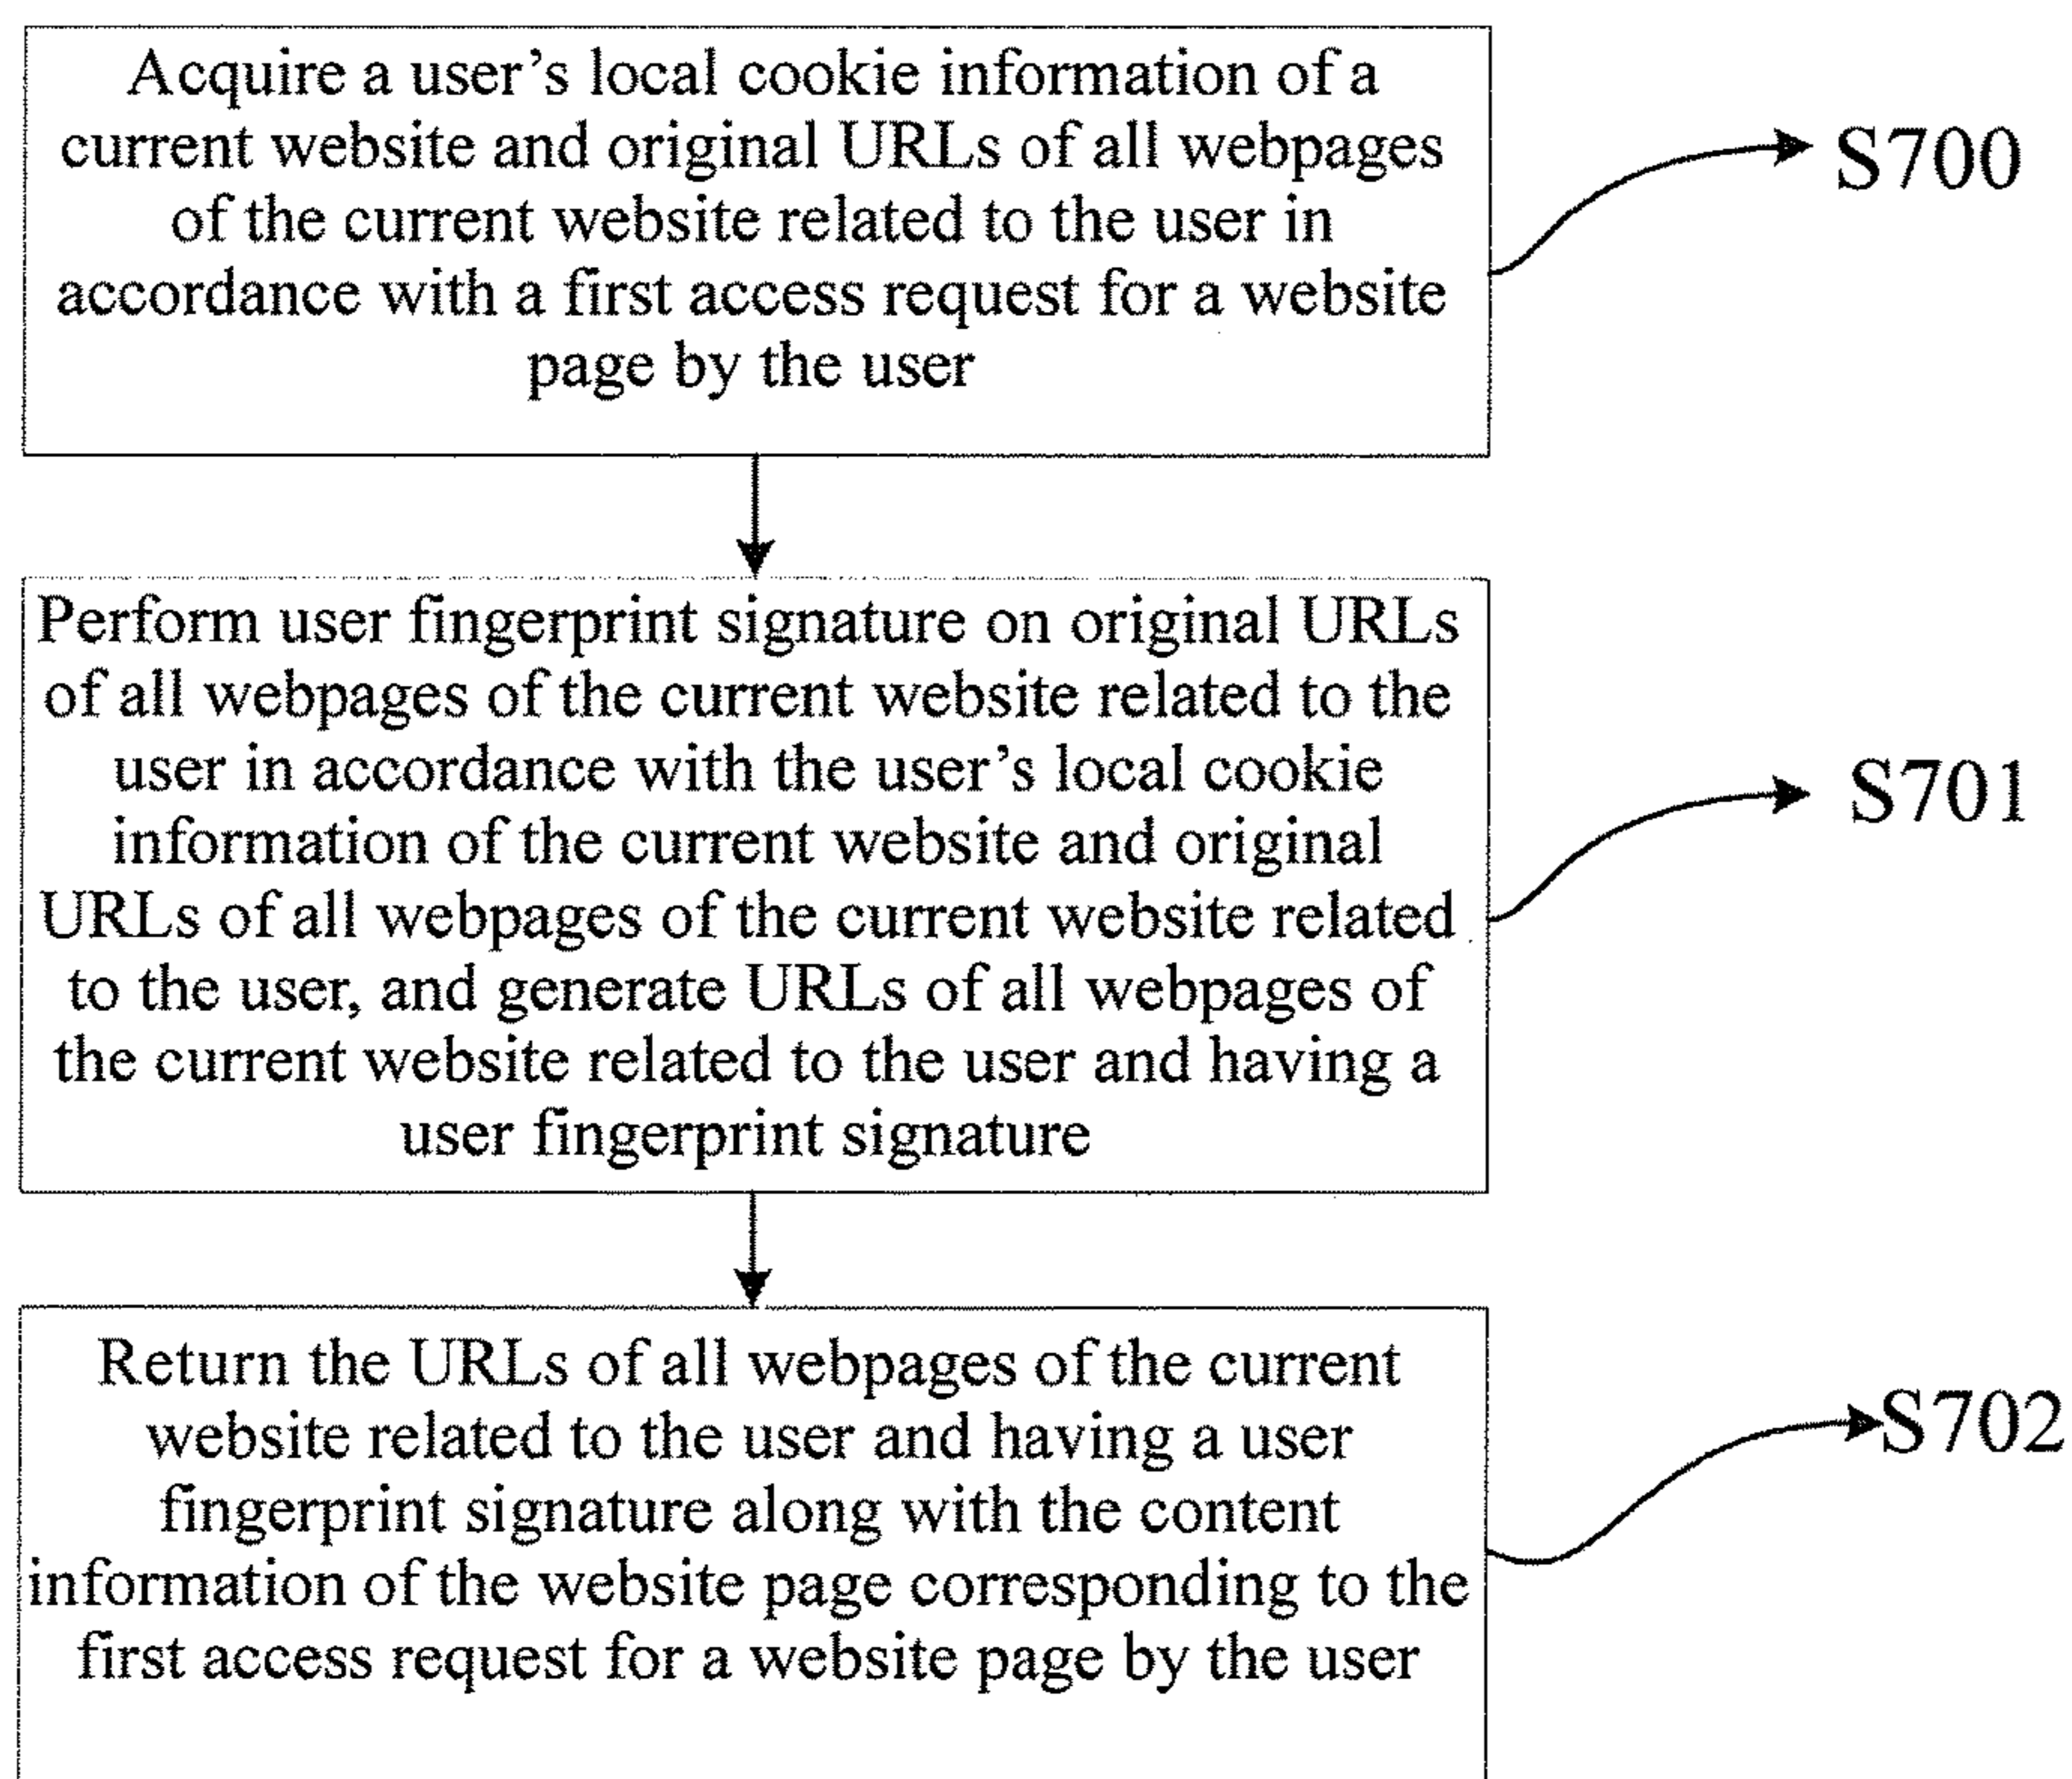 Acquire a user’s local cookie information of a
current website and original URLs of all webpages
of the current website related to the user in
accordance with a first access request for a website
page by the user
S700
Perform user fingerprint signature on original URLs
of all webpages of the current website related to the
user in accordance with the user’s local cookie
information of the current website and original
URLs of all webpages of the current website related
to the user, and generate URLs of all webpages of
the current website related to the user and having a
user fingerprint signature
S701
Return the URLs of all webpages of the current
website related to the user and having a user
fingerprint signature along with the content
information of the website page corresponding to the
first access request for a website page by the user
S702